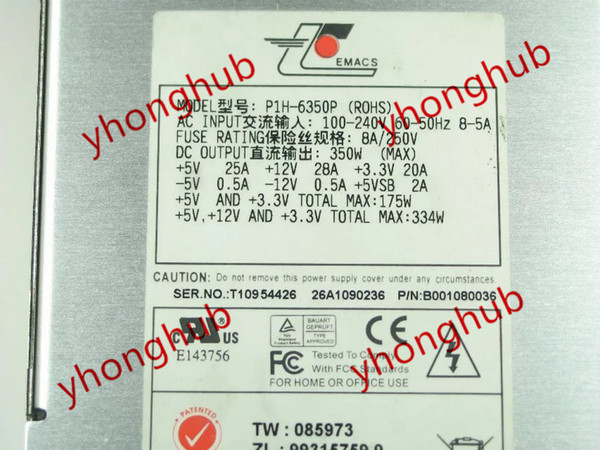 EMACS
MODEL型号: P1H-6350P (ROHS)
AC INPUT交流输入: 100-240V, 60-50Hz 8-5A
FUSE RATING保险丝规格: 8A/250V
DC OUTPUT直流输出: 350W (MAX)
+5V 25A +12V 28A +3.3V 20A
-5V 0.5A -12V 0.5A +5VSB 2A
+5V AND +3.3V TOTAL MAX:175W
+5V,+12V AND +3.3V TOTAL MAX:334W
CAUTION: Do not remove this power supply cover under any circumstances
SER.NO.:T10954426 26A1090236 P/N:B001080036
C US
E143756
BAUART
GEPRÜFT
TYPE
APPROVED
CE
FC Tested To Comply
With FCC Standards
FOR HOME OR OFFICE USE
PATENTED
TW : 085973
ZL : 99315759.9
yhonghub
yhonghub
yhonghub
yhonghub
yhonghub
yhonghub